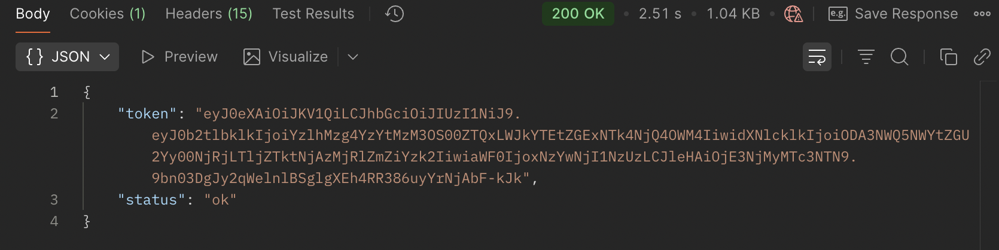 Body Cookies (1) Headers (15) Test Results 200 OK • 2.51 s • 1.04 KB • e.g. Save Response
{} JSON Preview Visualize
1 {
2 "token": "eyJ0eXAiOiJKV1QiLCJhbGciOiJIUzI1NiJ9.
eyJ0b2tlbklkIjoiYzlhMzg4YzYtMzM3OS00ZTQxLWJkYTEtZGExNTk4NjQ4OWM4IiwidXNlcklkIjoiODA3NWQ5NWYtZGU
2Yy00NjRjLTljZTktNjAzMjRlZmZiYzk2IiwiaWF0IjoxNzYwNjI1NzUzLCJleHAiOjE3NjMyMTc3NTN9.
9bn03DgJy2qWelnlBSglgXEh4RR386uyYrNjAbF-kJk",
3 "status": "ok"
4 }